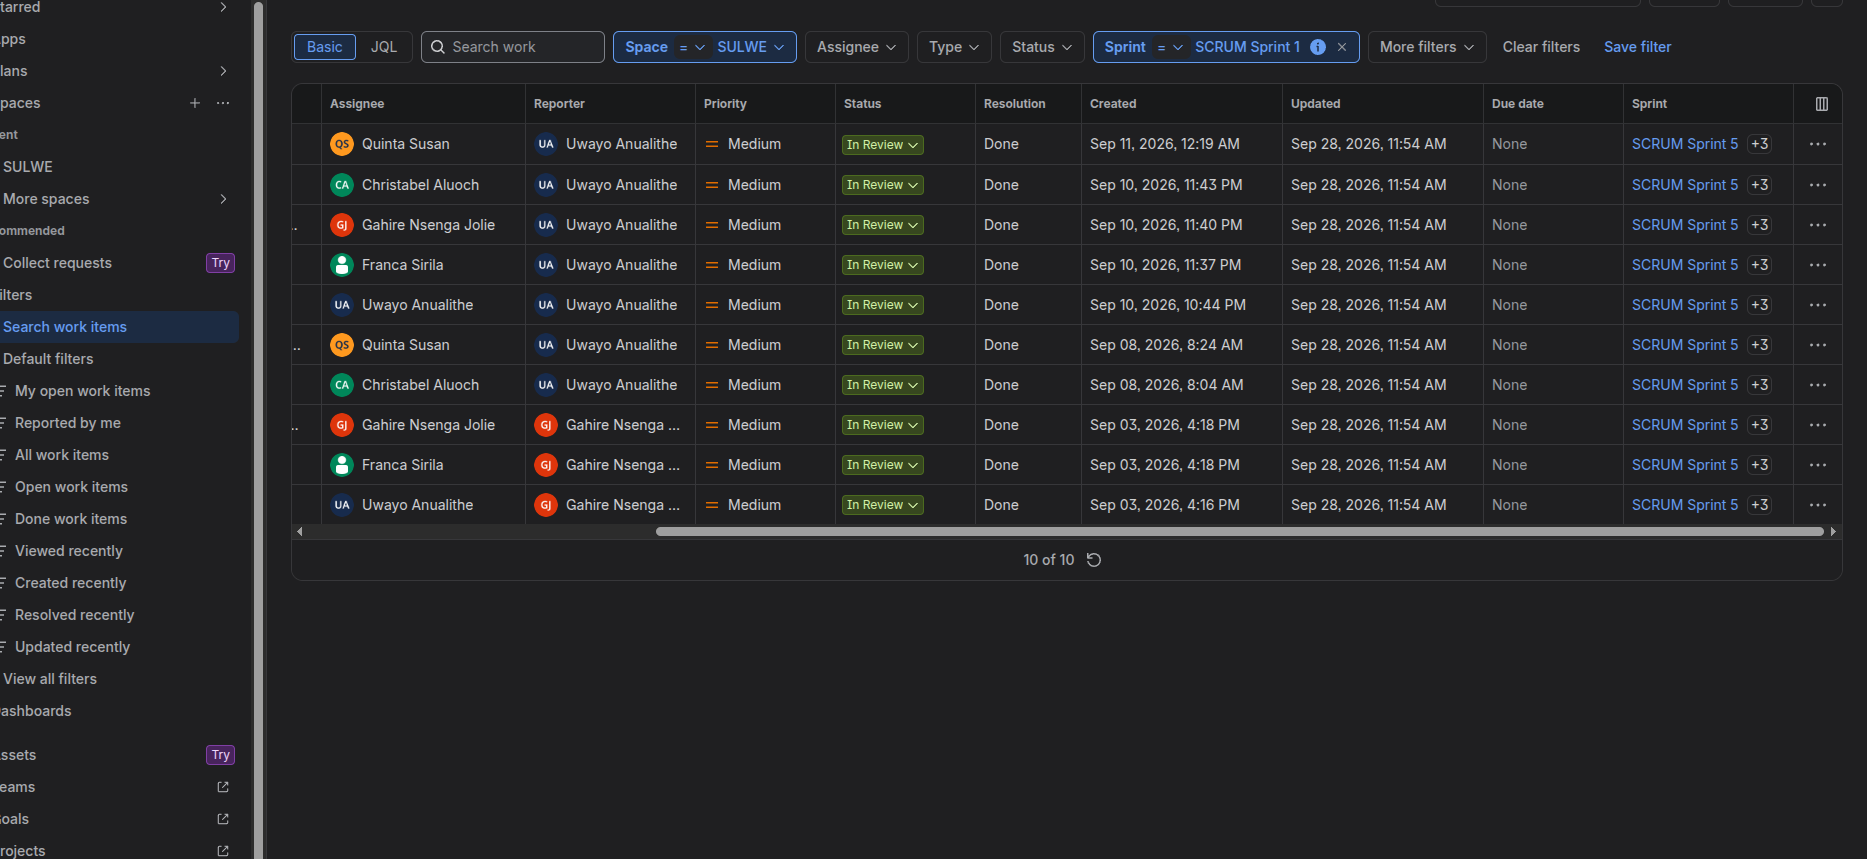 tarred
pps
lans
paces
ent
SULWE
More spaces
ommended
Collect requests Try
ilters
Search work items
Default filters
My open work items
Reported by me
All work items
Open work items
Done work items
Viewed recently
Created recently
Resolved recently
Updated recently
View all filters
ashboards
ssets Try
eams
oals
rojects
Basic JQL Search work Space = SULWE Assignee Type Status Sprint = SCRUM Sprint 1 More filters Clear filters Save filter
Assignee Reporter Priority Status Resolution Created Updated Due date Sprint
QS Quinta Susan UA Uwayo Anualithe Medium In Review Done Sep 11, 2026, 12:19 AM Sep 28, 2026, 11:54 AM None SCRUM Sprint 5 +3 ...
CA Christabel Aluoch UA Uwayo Anualithe Medium In Review Done Sep 10, 2026, 11:43 PM Sep 28, 2026, 11:54 AM None SCRUM Sprint 5 +3 ...
.. GJ Gahire Nsenga Jolie UA Uwayo Anualithe Medium In Review Done Sep 10, 2026, 11:40 PM Sep 28, 2026, 11:54 AM None SCRUM Sprint 5 +3 ...
Franca Sirila UA Uwayo Anualithe Medium In Review Done Sep 10, 2026, 11:37 PM Sep 28, 2026, 11:54 AM None SCRUM Sprint 5 +3 ...
UA Uwayo Anualithe UA Uwayo Anualithe Medium In Review Done Sep 10, 2026, 10:44 PM Sep 28, 2026, 11:54 AM None SCRUM Sprint 5 +3 ...
.. QS Quinta Susan UA Uwayo Anualithe Medium In Review Done Sep 08, 2026, 8:24 AM Sep 28, 2026, 11:54 AM None SCRUM Sprint 5 +3 ...
CA Christabel Aluoch UA Uwayo Anualithe Medium In Review Done Sep 08, 2026, 8:04 AM Sep 28, 2026, 11:54 AM None SCRUM Sprint 5 +3 ...
.. GJ Gahire Nsenga Jolie GJ Gahire Nsenga ... Medium In Review Done Sep 03, 2026, 4:18 PM Sep 28, 2026, 11:54 AM None SCRUM Sprint 5 +3 ...
Franca Sirila GJ Gahire Nsenga ... Medium In Review Done Sep 03, 2026, 4:18 PM Sep 28, 2026, 11:54 AM None SCRUM Sprint 5 +3 ...
UA Uwayo Anualithe GJ Gahire Nsenga ... Medium In Review Done Sep 03, 2026, 4:16 PM Sep 28, 2026, 11:54 AM None SCRUM Sprint 5 +3 ...
10 of 10